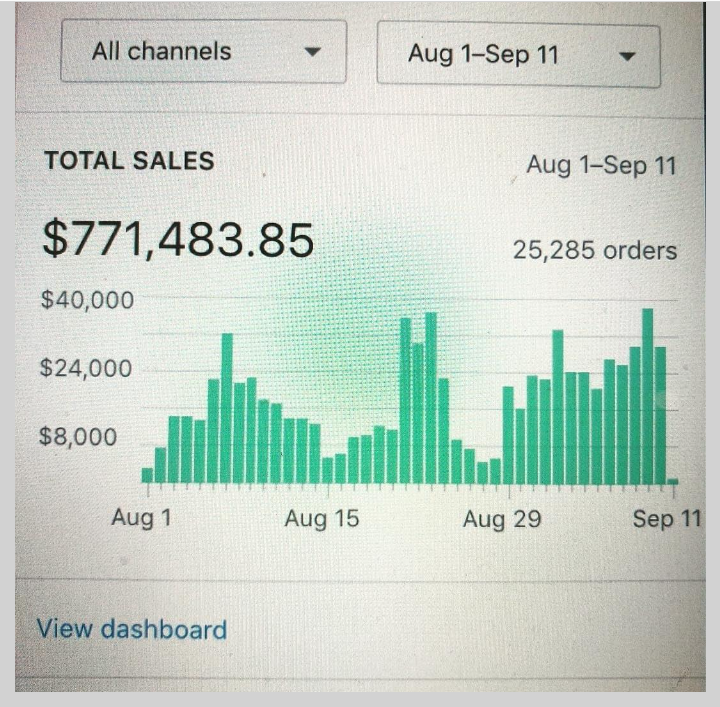 All channels
Aug 1–Sep 11
TOTAL SALES
Aug 1–Sep 11
$771,483.85
25,285 orders
$40,000
$24,000
$8,000
Aug 1
Aug 15
Aug 29
Sep 11
View dashboard